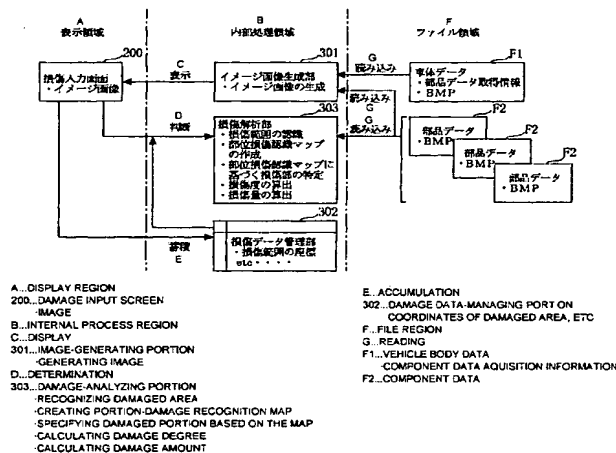 A
表示領域
B
内部処理領域
F
ファイル領域
200
損傷入力画面
・イメージ画像
C
表示
301
イメージ画像生成部
・イメージ画像の生成
G
読み込み
F1
車体データ
・部品データ取得情報
・BMP
読み込み
G
D
判断
303
損傷解析部
・損傷範囲の認識
・部位損傷認識マップ
の作成
・部位損傷認識マップに
基づく損傷部の特定
・損傷度の算出
・損傷量の算出
G
読み込み
F2
部品データ
・BMP
F2
部品データ
・BMP
F2
部品データ
・BMP
302
損傷データ管理部
・損傷範囲の座標
etc・・・・
蓄積
E
A...DISPLAY REGION
200...DAMAGE INPUT SCREEN
·IMAGE
B...INTERNAL PROCESS REGION
C...DISPLAY
301...IMAGE-GENERATING PORTION
·GENERATING IMAGE
D...DETERMINATION
303...DAMAGE-ANALYZING PORTION
·RECOGNIZING DAMAGED AREA
·CREATING PORTION-DAMAGE RECOGNITION MAP
·SPECIFYING DAMAGED PORTION BASED ON THE MAP
·CALCULATING DAMAGE DEGREE
·CALCULATING DAMAGE AMOUNT
E...ACCUMULATION
302...DAMAGE DATA-MANAGING PORTION
COORDINATES OF DAMAGED AREA, ETC
F...FILE REGION
G...READING
F1...VEHICLE BODY DATA
·COMPONENT DATA AQUISITION INFORMATION
F2...COMPONENT DATA